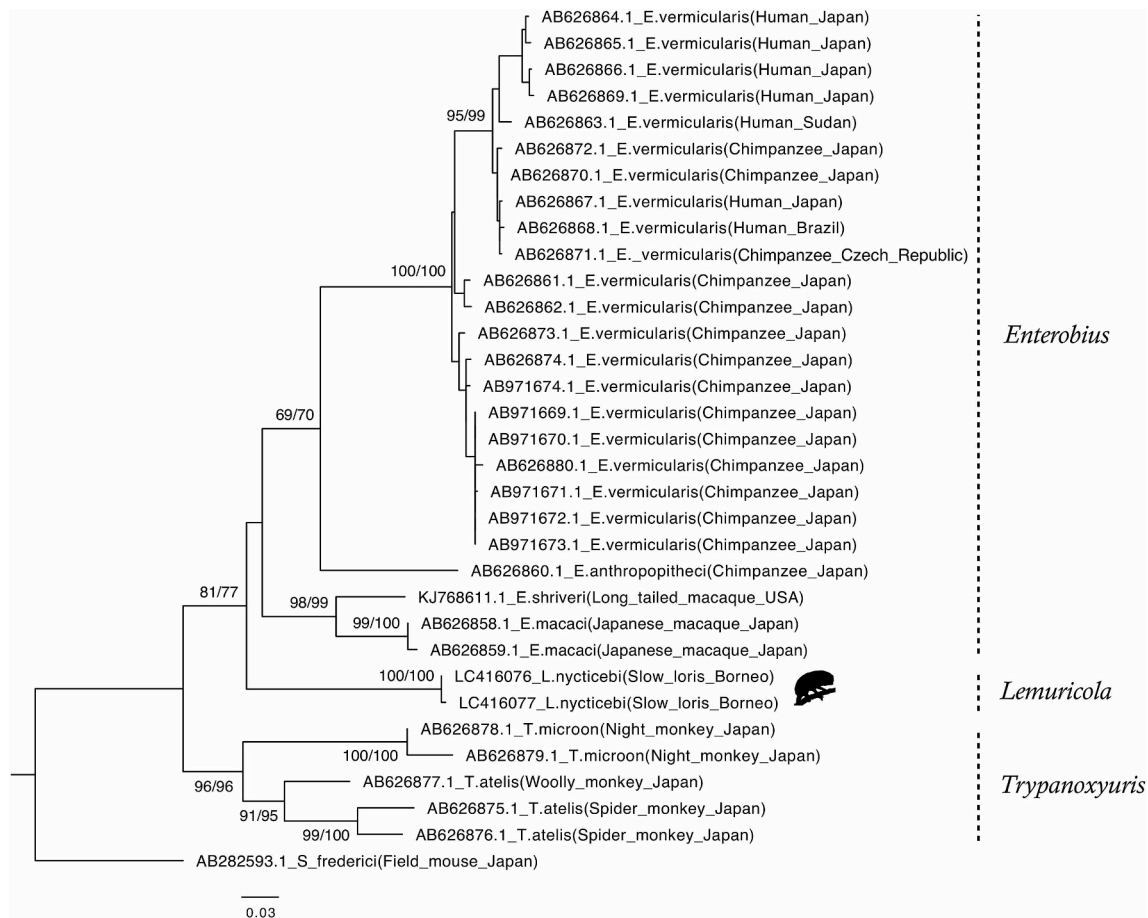 AB626864.1_E.vermicularis(Human_Japan)
AB626865.1_E.vermicularis(Human_Japan)
AB626866.1_E.vermicularis(Human_Japan)
AB626869.1_E.vermicularis(Human_Japan)
95/99
AB626863.1_E.vermicularis(Human_Sudan)
AB626872.1_E.vermicularis(Chimpanzee_Japan)
AB626870.1_E.vermicularis(Chimpanzee_Japan)
AB626867.1_E.vermicularis(Human_Japan)
AB626868.1_E.vermicularis(Human_Brazil)
AB626871.1_E._vermicularis(Chimpanzee_Czech_Republic)
100/100
AB626861.1_E.vermicularis(Chimpanzee_Japan)
AB626862.1_E.vermicularis(Chimpanzee_Japan)
AB626873.1_E.vermicularis(Chimpanzee_Japan)
Enterobius
AB626874.1_E.vermicularis(Chimpanzee_Japan)
AB971674.1_E.vermicularis(Chimpanzee_Japan)
69/70
AB971669.1_E.vermicularis(Chimpanzee_Japan)
AB971670.1_E.vermicularis(Chimpanzee_Japan)
AB626880.1_E.vermicularis(Chimpanzee_Japan)
AB971671.1_E.vermicularis(Chimpanzee_Japan)
AB971672.1_E.vermicularis(Chimpanzee_Japan)
AB971673.1_E.vermicularis(Chimpanzee_Japan)
AB626860.1_E.anthropopitheci(Chimpanzee_Japan)
81/77
98/99
KJ768611.1_E.shriveri(Long_tailed_macaque_USA)
99/100
AB626858.1_E.macaci(Japanese_macaque_Japan)
AB626859.1_E.macaci(Japanese_macaque_Japan)
100/100
LC416076_L.nycticebi(Slow_loris_Borneo)
Lemuricola
LC416077_L.nycticebi(Slow_loris_Borneo)
AB626878.1_T.microon(Night_monkey_Japan)
100/100
AB626879.1_T.microon(Night_monkey_Japan)
96/96
AB626877.1_T.atelis(Woolly_monkey_Japan)
Trypanoxyuris
91/95
AB626875.1_T.atelis(Spider_monkey_Japan)
99/100
AB626876.1_T.atelis(Spider_monkey_Japan)
AB282593.1_S_frederici(Field_mouse_Japan)
0.03